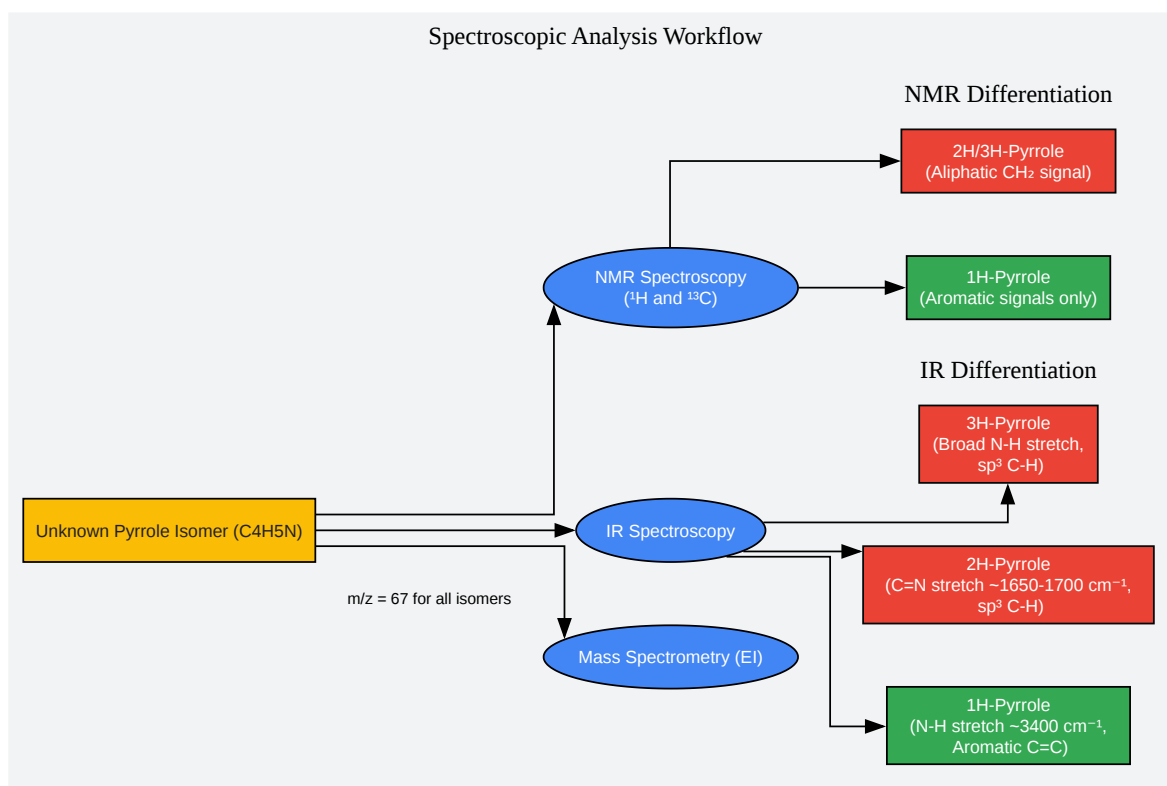 Spectroscopic Analysis Workflow
NMR Differentiation
2H/3H-Pyrrole
(Aliphatic CH₂ signal)
NMR Spectroscopy
(¹H and ¹³C)
1H-Pyrrole
(Aromatic signals only)
IR Differentiation
3H-Pyrrole
(Broad N-H stretch,
sp³ C-H)
Unknown Pyrrole Isomer (C4H5N)
IR Spectroscopy
2H-Pyrrole
(C=N stretch ~1650-1700 cm⁻¹,
sp³ C-H)
m/z = 67 for all isomers
Mass Spectrometry (EI)
1H-Pyrrole
(N-H stretch ~3400 cm⁻¹,
Aromatic C=C)